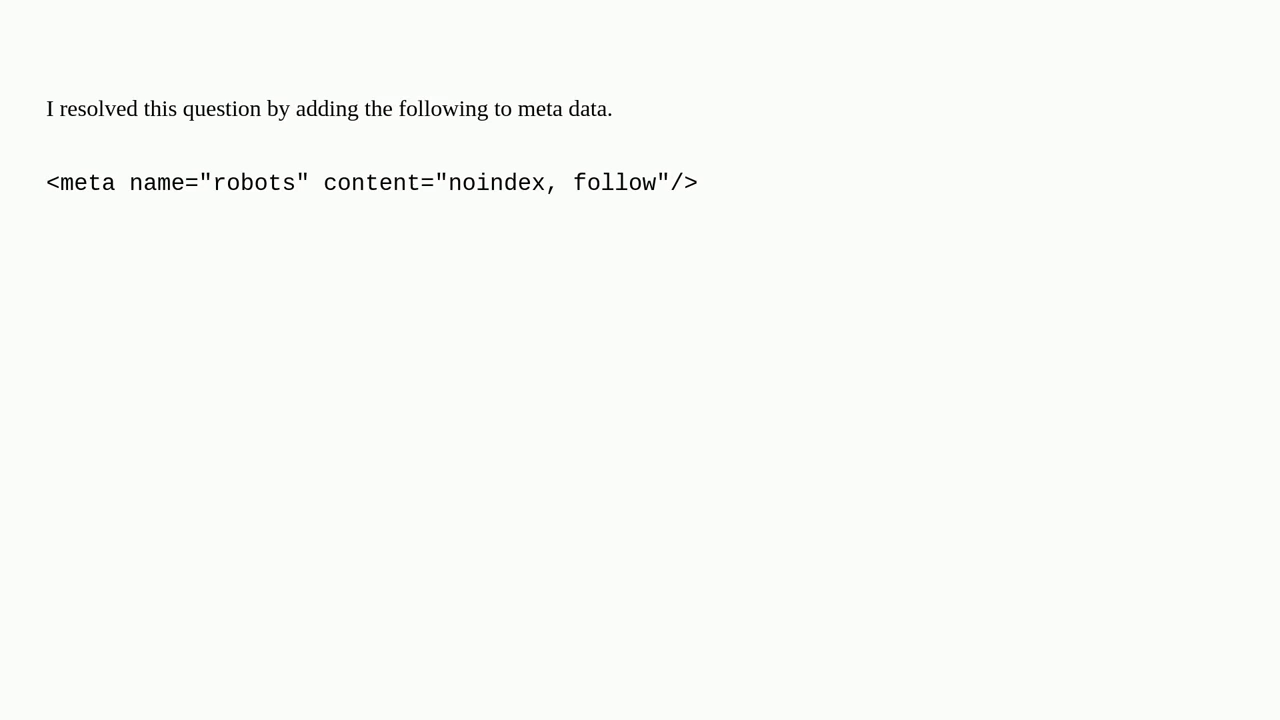 I resolved this question by adding the following to meta data.
<meta name="robots" content="noindex, follow"/>